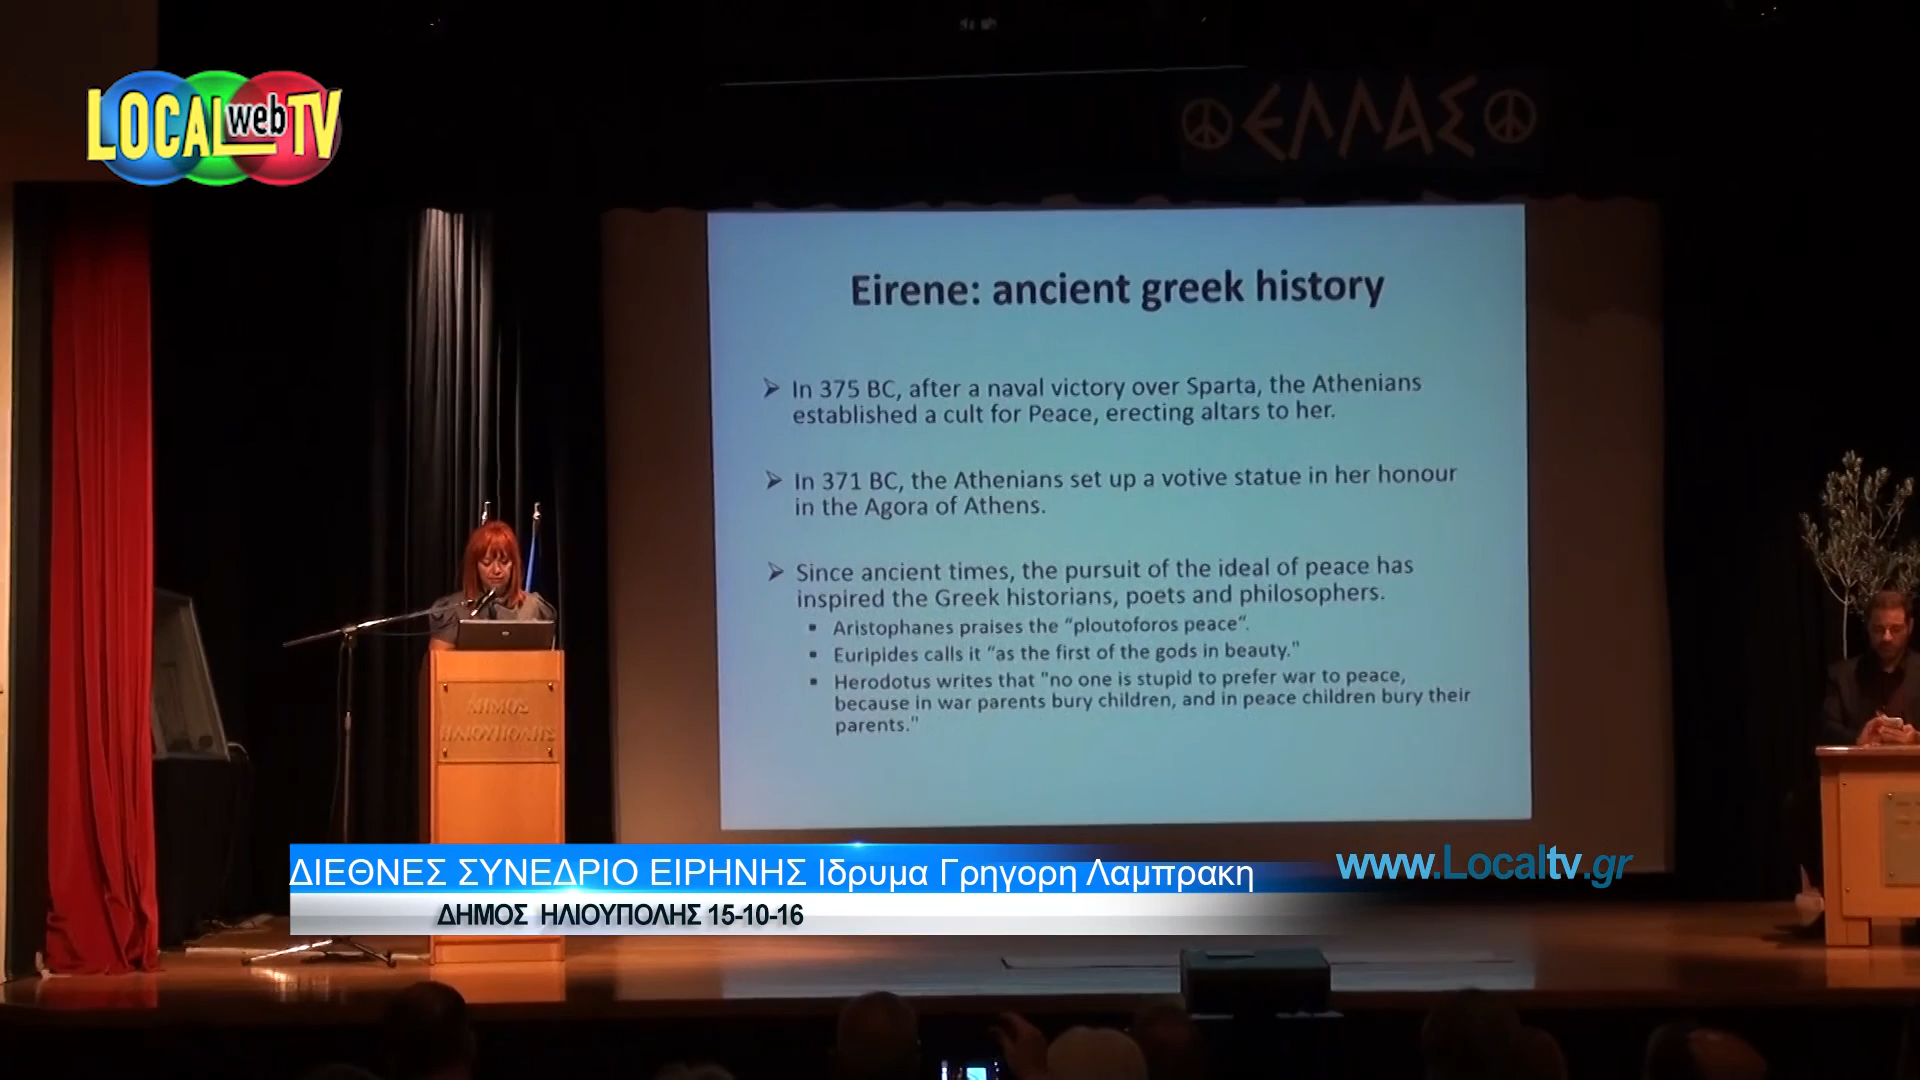 LOCAL web TV
ΕΛΛΑΣ
Eirene: ancient greek history
In 375 BC, after a naval victory over Sparta, the Athenians
established a cult for Peace, erecting altars to her.
In 371 BC, the Athenians set up a votive statue in her honour
in the Agora of Athens.
Since ancient times, the pursuit of the ideal of peace has
inspired the Greek historians, poets and philosophers.
Aristophanes praises the “ploutoforos peace“.
Euripides calls it “as the first of the gods in beauty."
Herodotus writes that "no one is stupid to prefer war to peace,
because in war parents bury children, and in peace children bury their
parents."
ΔΗΜΟΣ
ΗΛΙΟΥΠΟΛΗΣ
ΔΙΕΘΝΕΣ ΣΥΝΕΔΡΙΟ ΕΙΡΗΝΗΣ Ιδρυμα Γρηγορη Λαμπρακη
www.Localtv.gr
ΔΗΜΟΣ ΗΛΙΟΥΠΟΛΗΣ 15-10-16